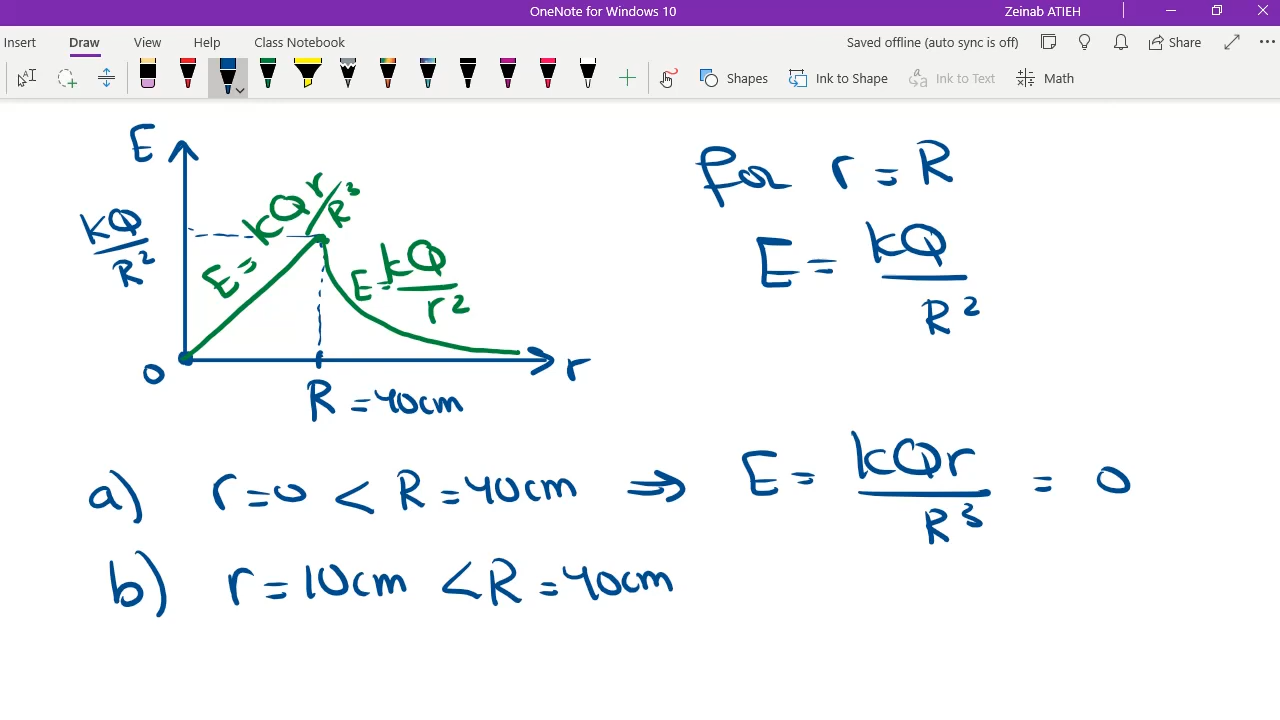 OneNote for Windows 10
Zeinab ATIEH
Insert Draw View Help Class Notebook
Saved offline (auto sync is off)
Share
Shapes
Ink to Shape
Ink to Text
Math
E
kQ/R²
E = kQ r/R³
E = kQ/r²
0
r
R = 40cm
for r = R
E = kQ/R²
a) r = 0 < R = 40cm ⇒ E = kQr/R³ = 0
b) r = 10cm < R = 40cm